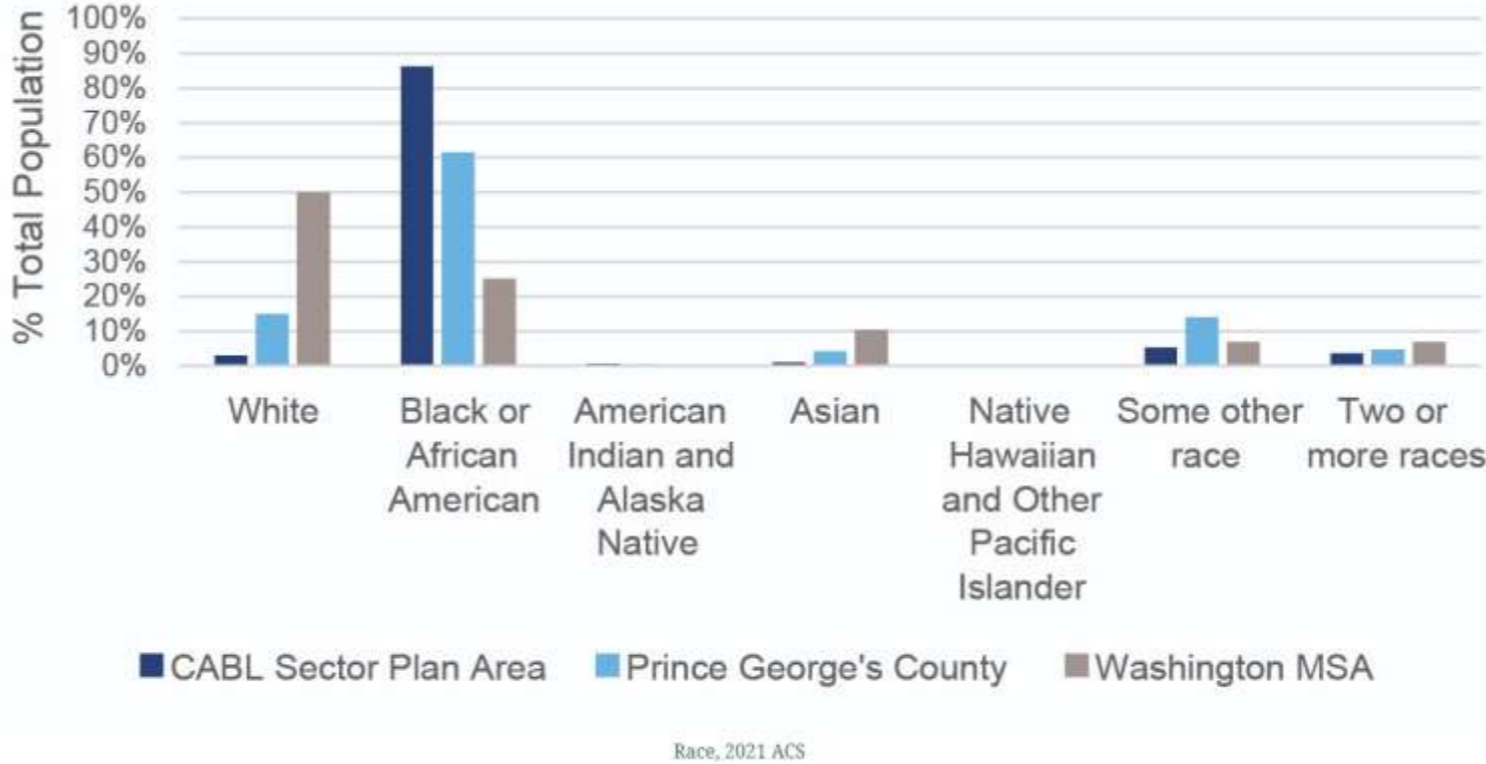 % Total Population
100%
90%
80%
70%
60%
50%
40%
30%
20%
10%
0%
White
Black or
African
American
American
Indian and
Alaska
Native
Asian
Native
Hawaiian
and Other
Pacific
Islander
Some other
race
Two or
more races
CABL Sector Plan Area
Prince George's County
Washington MSA
Race, 2021 ACS